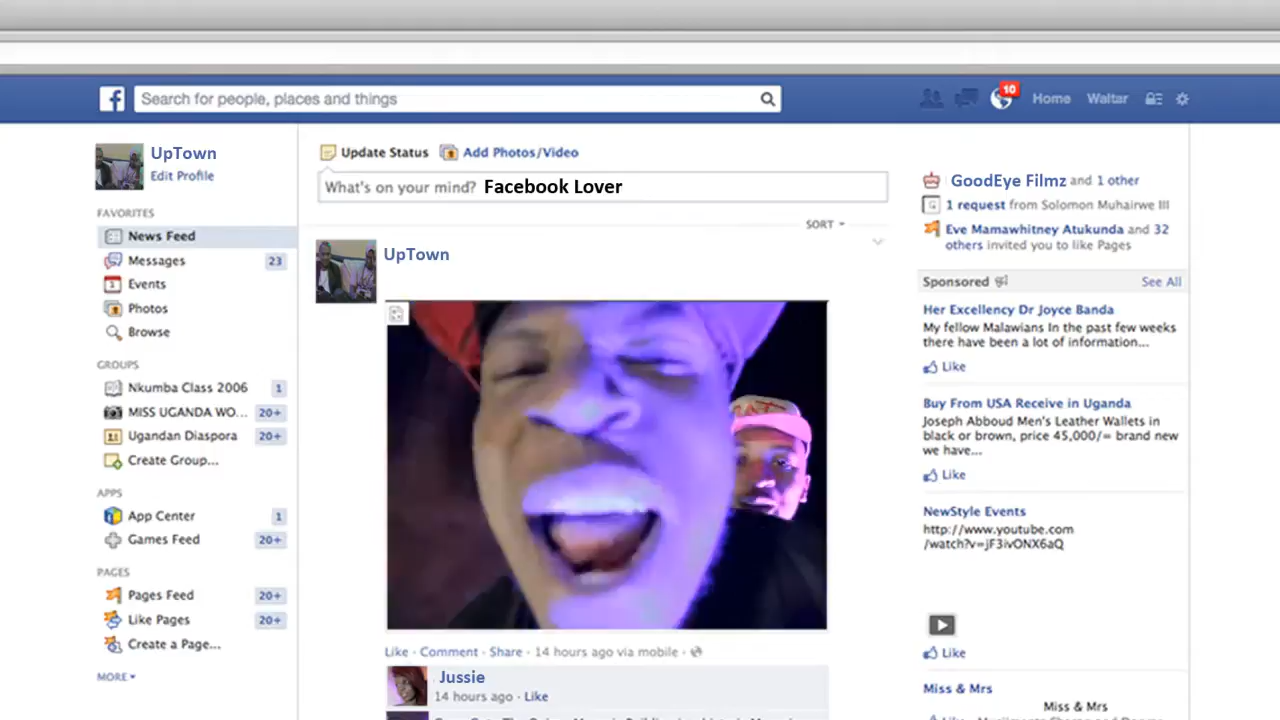 f
Search for people, places and things
10
Home
Waltar
UpTown
Edit Profile
FAVORITES
News Feed
Messages 23
Events
Photos
Browse
GROUPS
Nkumba Class 2006 1
MISS UGANDA WO... 20+
Ugandan Diaspora 20+
Create Group...
APPS
App Center 1
Games Feed 20+
PAGES
Pages Feed 20+
Like Pages 20+
Create a Page...
MORE
Update Status
Add Photos/Video
What's on your mind? Facebook Lover
SORT
UpTown
Like · Comment · Share · 14 hours ago via mobile ·
Jussie
14 hours ago · Like
GoodEye Filmz and 1 other
1 request from Solomon Muhairwe III
Eve Mamawhitney Atukunda and 32
others invited you to like Pages
Sponsored
See All
Her Excellency Dr Joyce Banda
My fellow Malawians In the past few weeks
there have been a lot of information...
Like
Buy From USA Receive in Uganda
Joseph Abboud Men's Leather Wallets in
black or brown, price 45,000/= brand new
we have...
Like
NewStyle Events
http://www.youtube.com
/watch?v=jF3ivONX6aQ
Like
Miss & Mrs
Miss & Mrs